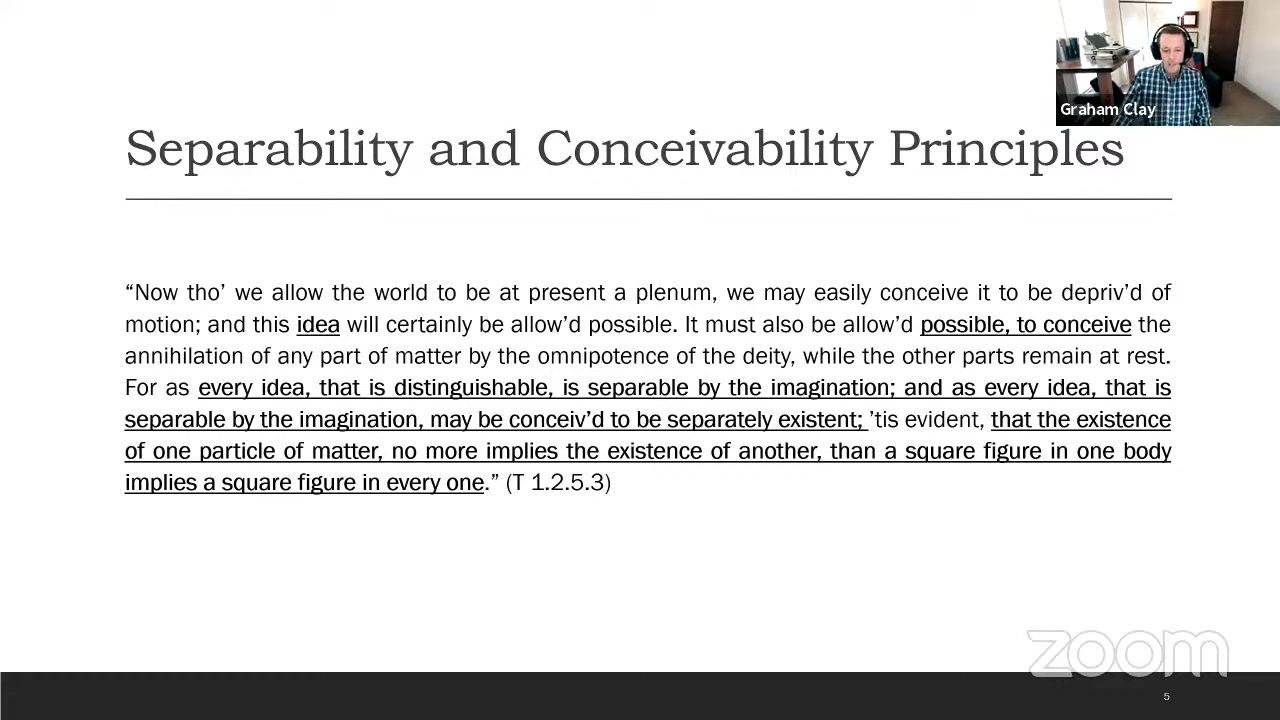 Graham Clay
Separability and Conceivability Principles
“Now tho’ we allow the world to be at present a plenum, we may easily conceive it to be depriv’d of
motion; and this idea will certainly be allow’d possible. It must also be allow’d possible, to conceive the
annihilation of any part of matter by the omnipotence of the deity, while the other parts remain at rest.
For as every idea, that is distinguishable, is separable by the imagination; and as every idea, that is
separable by the imagination, may be conceiv’d to be separately existent; ’tis evident, that the existence
of one particle of matter, no more implies the existence of another, than a square figure in one body
implies a square figure in every one.” (T 1.2.5.3)
zoom
5